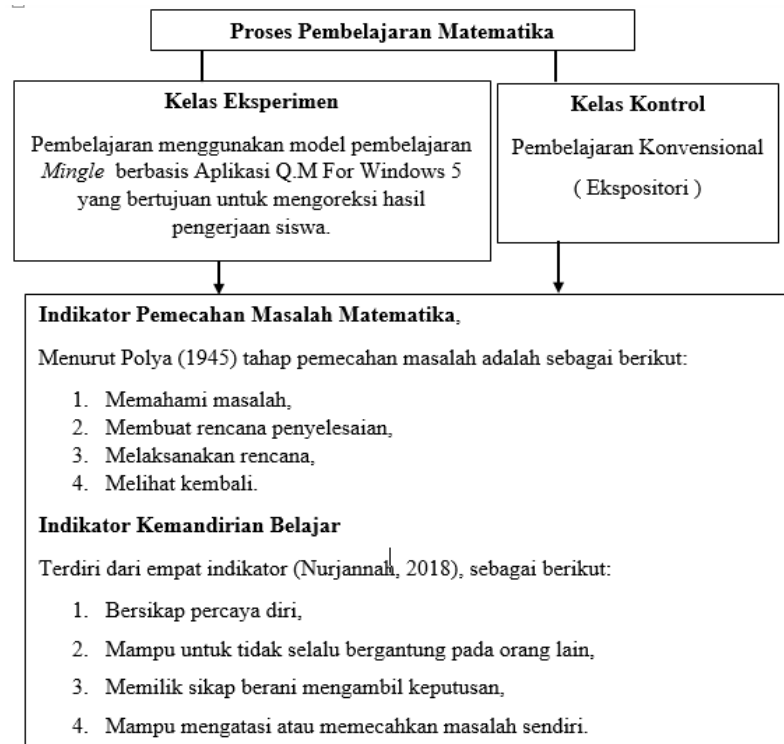 Proses Pembelajaran Matematika
Kelas Eksperimen
Pembelajaran menggunakan model pembelajaran
Mingle berbasis Aplikasi Q.M For Windows 5
yang bertujuan untuk mengoreksi hasil
pengerjaan siswa.
Kelas Kontrol
Pembelajaran Konvensional
( Ekspositori )
Indikator Pemecahan Masalah Matematika,
Menurut Polya (1945) tahap pemecahan masalah adalah sebagai berikut:
1. Memahami masalah,
2. Membuat rencana penyelesaian,
3. Melaksanakan rencana,
4. Melihat kembali.
Indikator Kemandirian Belajar
Terdiri dari empat indikator (Nurjannah, 2018), sebagai berikut:
1. Bersikap percaya diri,
2. Mampu untuk tidak selalu bergantung pada orang lain,
3. Memilik sikap berani mengambil keputusan,
4. Mampu mengatasi atau memecahkan masalah sendiri.